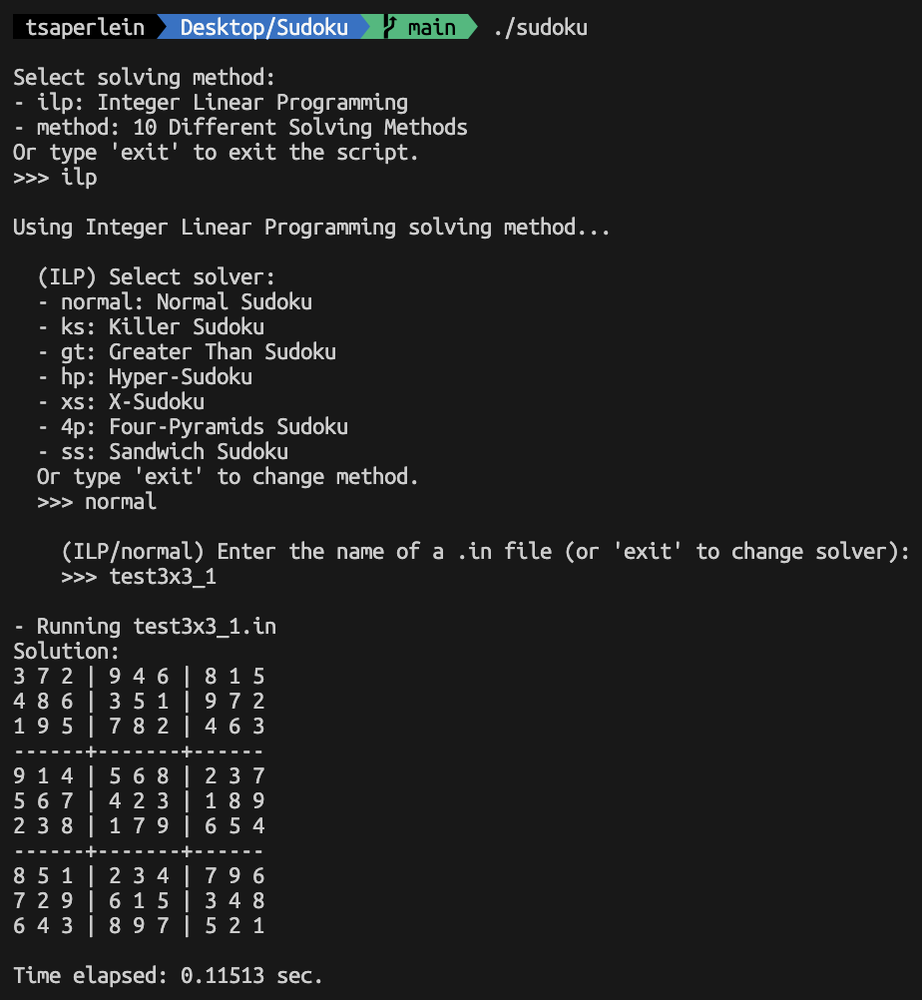 tsaperlein Desktop/Sudoku main ./sudoku
Select solving method:
- ilp: Integer Linear Programming
- method: 10 Different Solving Methods
Or type 'exit' to exit the script.
>>> ilp
Using Integer Linear Programming solving method...
(ILP) Select solver:
- normal: Normal Sudoku
- ks: Killer Sudoku
- gt: Greater Than Sudoku
- hp: Hyper-Sudoku
- xs: X-Sudoku
- 4p: Four-Pyramids Sudoku
- ss: Sandwich Sudoku
Or type 'exit' to change method.
>>> normal
(ILP/normal) Enter the name of a .in file (or 'exit' to change solver):
>>> test3x3_1
- Running test3x3_1.in
Solution:
3 7 2 | 9 4 6 | 8 1 5
4 8 6 | 3 5 1 | 9 7 2
1 9 5 | 7 8 2 | 4 6 3
------+-------+------
9 1 4 | 5 6 8 | 2 3 7
5 6 7 | 4 2 3 | 1 8 9
2 3 8 | 1 7 9 | 6 5 4
------+-------+------
8 5 1 | 2 3 4 | 7 9 6
7 2 9 | 6 1 5 | 3 4 8
6 4 3 | 8 9 7 | 5 2 1
Time elapsed: 0.11513 sec.